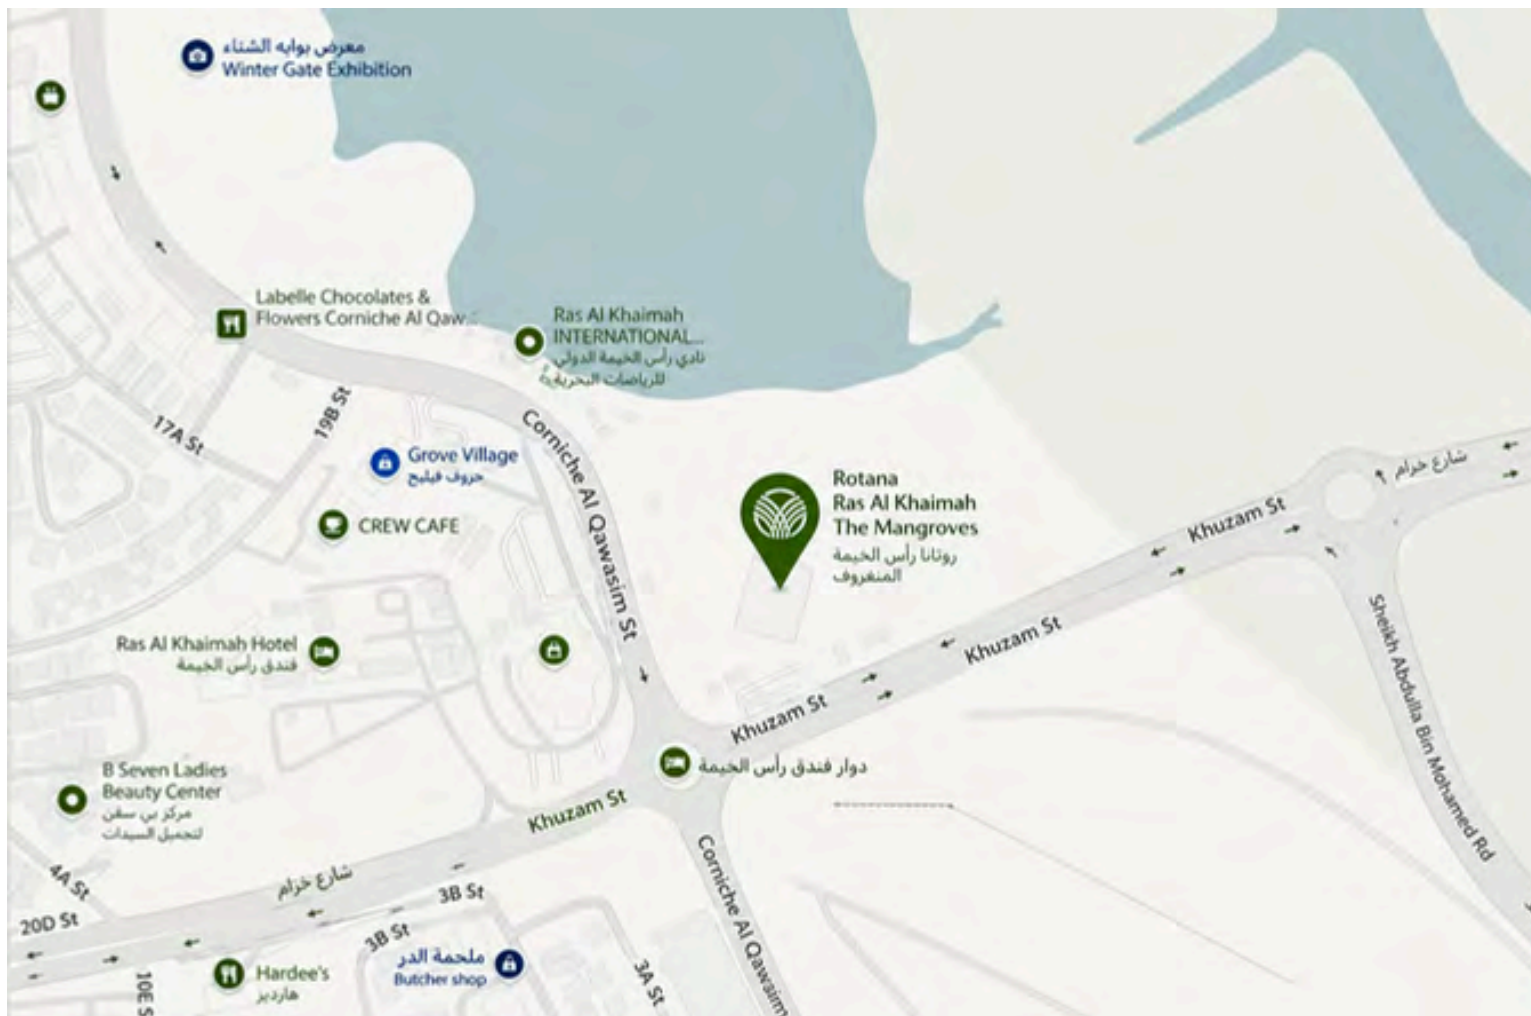 معرض بوابه الشتاء
Winter Gate Exhibition
Labelle Chocolates &
Flowers Corniche Al Qaw...
Ras Al Khaimah
INTERNATIONAL...
نادي رأس الخيمة الدولي
للرياضات البحرية
19B St
17A St
Corniche Al Qawasim St
Grove Village
جروف فيليج
CREW CAFE
Rotana
Ras Al Khaimah
The Mangroves
روتانا رأس الخيمة
المنغروف
شارع خزام
Khuzam St
Khuzam St
Khuzam St
Sheikh Abdulla Bin Mohamed Rd
Ras Al Khaimah Hotel
فندق رأس الخيمة
دوار فندق رأس الخيمة
B Seven Ladies
Beauty Center
مركز بي سفن
لتجميل السيدات
Khuzam St
شارع خزام
Corniche Al Qawasim
4A St
20D St
3B St
3B St
10E S
Hardee's
هارديز
ملحمة الدر
Butcher shop
3A St